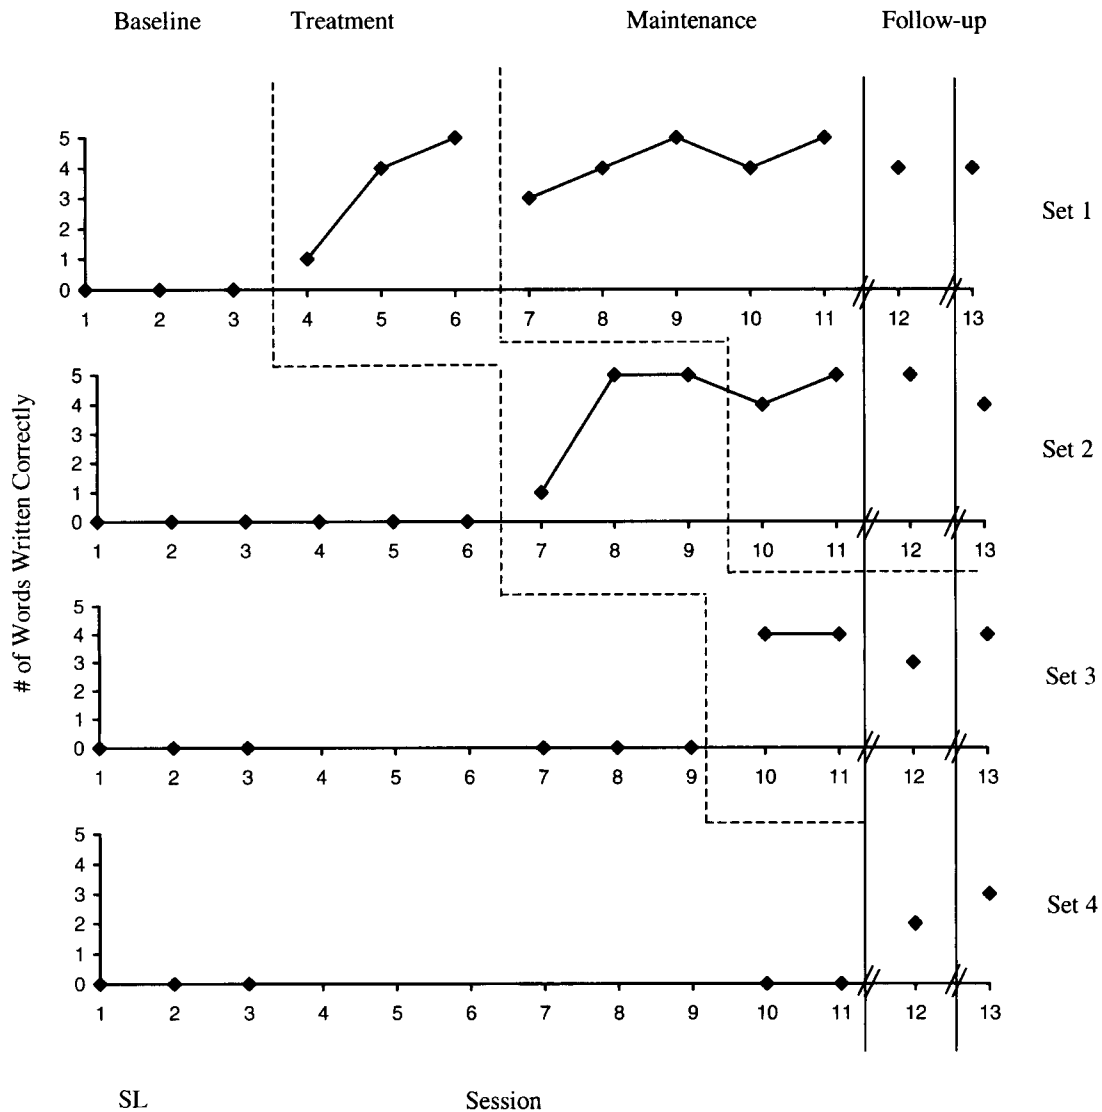 Baseline Treatment Maintenance Follow-up
5
4
3
2
1
0
1 2 3 4 5 6 7 8 9 10 11 12 13
Set 1
5
4
3
2
1
0
1 2 3 4 5 6 7 8 9 10 11 12 13
Set 2
# of Words Written Correctly
5
4
3
2
1
0
1 2 3 4 5 6 7 8 9 10 11 12 13
Set 3
5
4
3
2
1
0
1 2 3 4 5 6 7 8 9 10 11 12 13
Set 4
SL Session